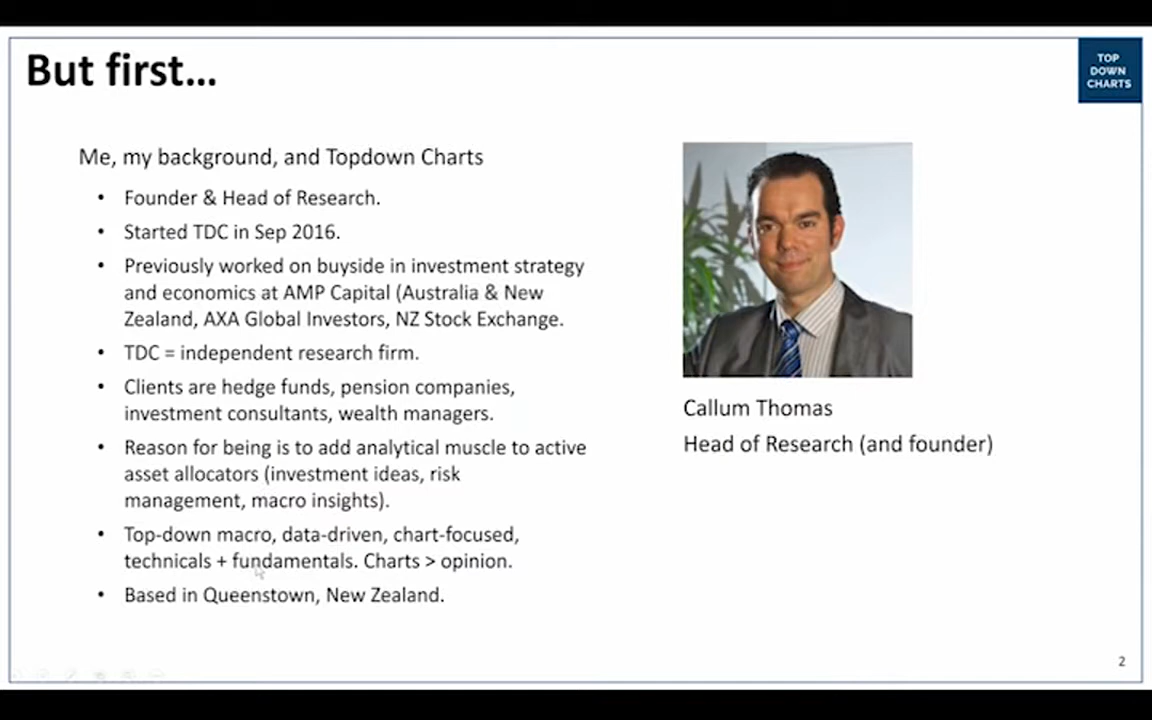 But first...
TOP
DOWN
CHARTS
Me, my background, and Topdown Charts
• Founder & Head of Research.
• Started TDC in Sep 2016.
• Previously worked on buyside in investment strategy
and economics at AMP Capital (Australia & New
Zealand, AXA Global Investors, NZ Stock Exchange.
• TDC = independent research firm.
• Clients are hedge funds, pension companies,
investment consultants, wealth managers.
• Reason for being is to add analytical muscle to active
asset allocators (investment ideas, risk
management, macro insights).
• Top-down macro, data-driven, chart-focused,
technicals + fundamentals. Charts > opinion.
• Based in Queenstown, New Zealand.
Callum Thomas
Head of Research (and founder)
2